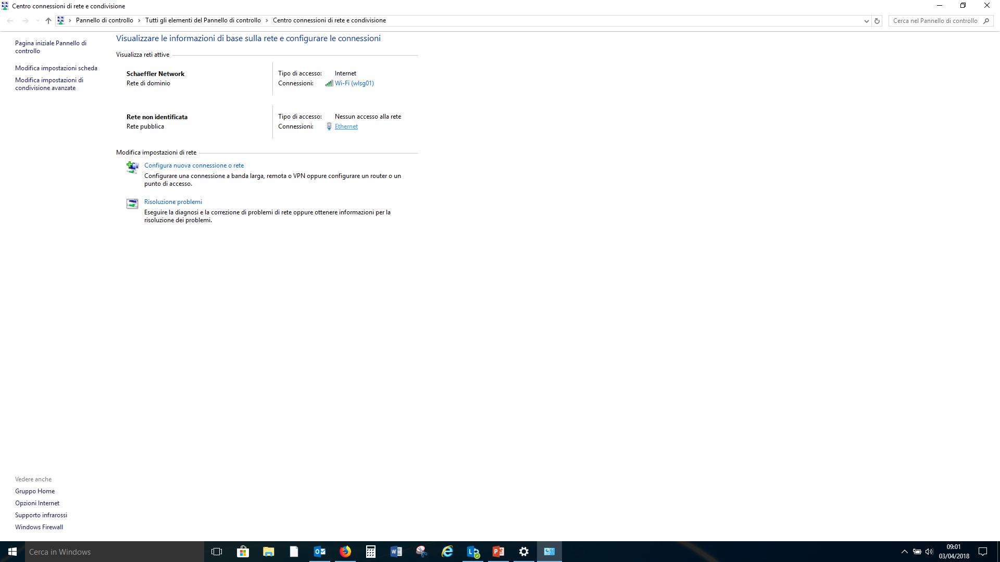 Centro connessioni di rete e condivisione
Pannello di controllo > Tutti gli elementi del Pannello di controllo > Centro connessioni di rete e condivisione
Cerca nel Pannello di controllo
Pagina iniziale Pannello di
controllo
Modifica impostazioni scheda
Modifica impostazioni di
condivisione avanzate
Visualizzare le informazioni di base sulla rete e configurare le connessioni
Visualizza reti attive
Schaeffler Network
Rete di dominio
Tipo di accesso: Internet
Connessioni: Wi-Fi (wlsg01)
Rete non identificata
Rete pubblica
Tipo di accesso: Nessun accesso alla rete
Connessioni: Ethernet
Modifica impostazioni di rete
Configura nuova connessione o rete
Configurare una connessione a banda larga, remota o VPN oppure configurare un router o un
punto di accesso.
Risoluzione problemi
Eseguire la diagnosi e la correzione di problemi di rete oppure ottenere informazioni per la
risoluzione dei problemi.
Vedere anche
Gruppo Home
Opzioni Internet
Supporto infrarossi
Windows Firewall
Cerca in Windows
09:01
03/04/2018